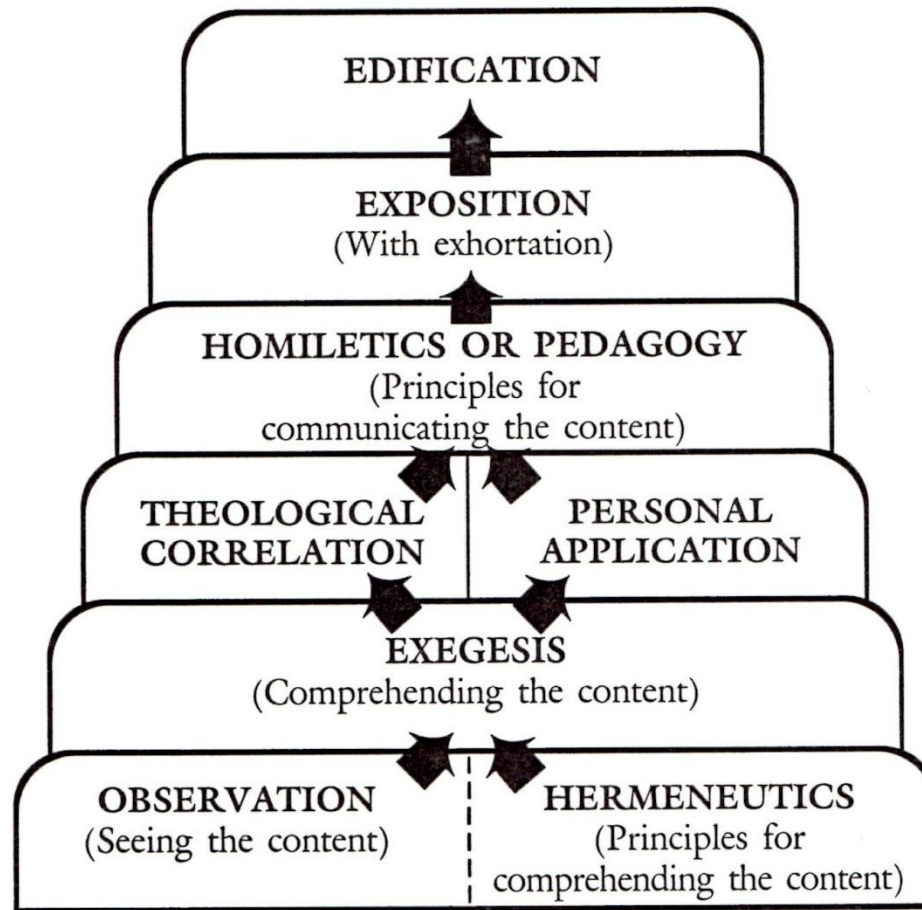 EDIFICATION
EXPOSITION
(With exhortation)
HOMILETICS OR PEDAGOGY
(Principles for
communicating the content)
THEOLOGICAL
CORRELATION
PERSONAL
APPLICATION
EXEGESIS
(Comprehending the content)
OBSERVATION
(Seeing the content)
HERMENEUTICS
(Principles for
comprehending the content)